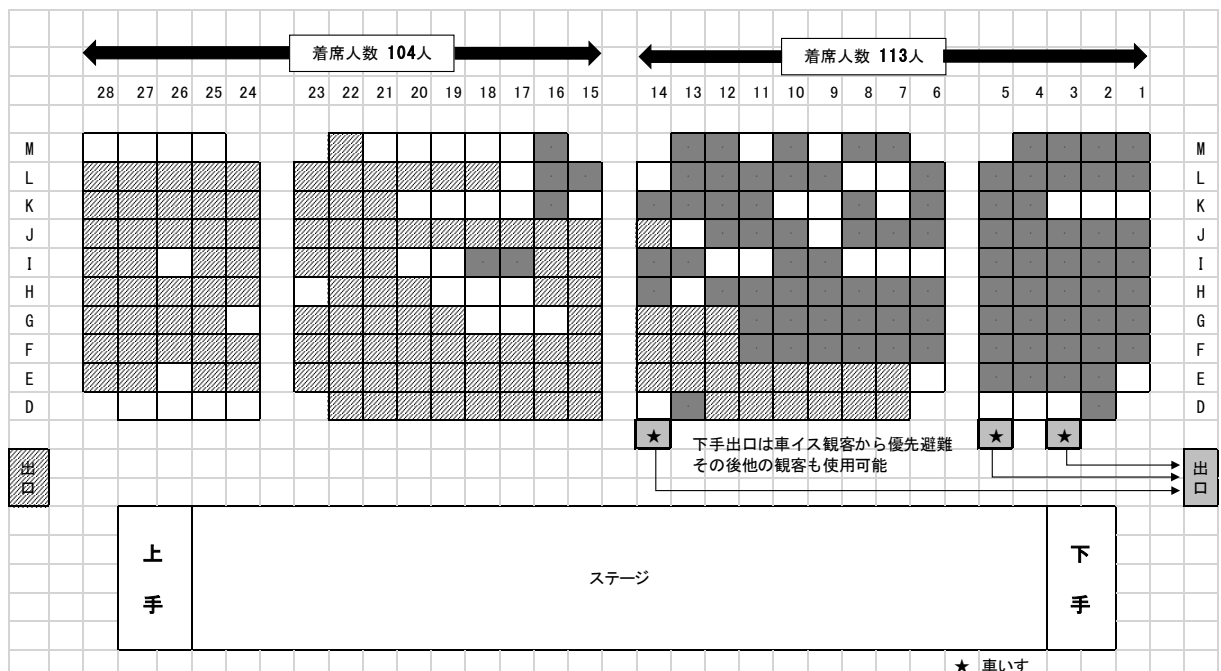 着席人数 104人
着席人数 113人
28 27 26 25 24 23 22 21 20 19 18 17 16 15 14 13 12 11 10 9 8 7 6 5 4 3 2 1
M M
L L
K K
J J
I I
H H
G G
F F
E E
D D
★ ★ ★
下手出口は車イス観客から優先避難
その後他の観客も使用可能
出口
出口
上手
ステージ
下手
★ 車いす